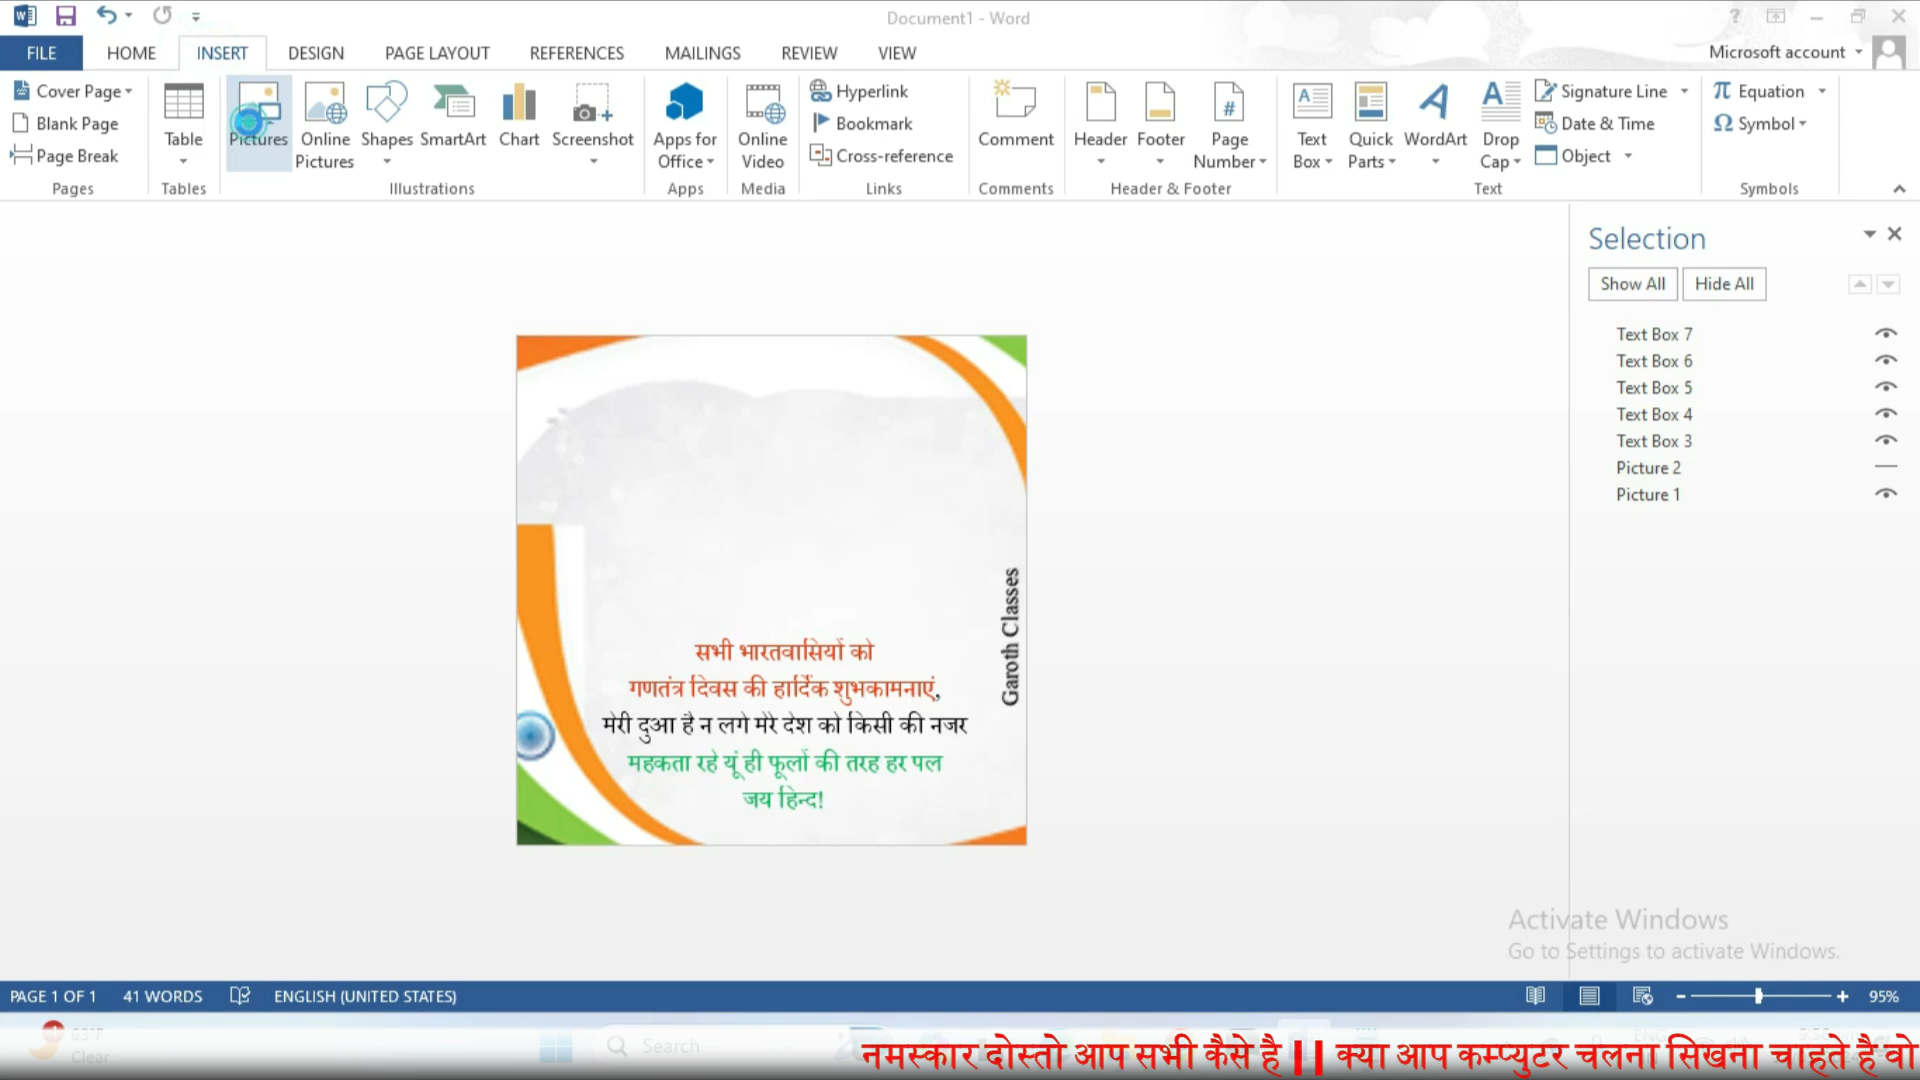 Document1 - Word
FILE HOME INSERT DESIGN PAGE LAYOUT REFERENCES MAILINGS REVIEW VIEW Microsoft account
Cover Page
Blank Page
Page Break
Pages
Table
Tables
Pictures
Online Pictures
Shapes
SmartArt
Chart
Screenshot
Illustrations
Apps for Office
Apps
Online Video
Media
Hyperlink
Bookmark
Cross-reference
Links
Comment
Comments
Header
Footer
Page Number
Header & Footer
Text Box
Quick Parts
WordArt
Drop Cap
Signature Line
Date & Time
Object
Text
Equation
Symbol
Symbols
Selection
Show All Hide All
Text Box 7
Text Box 6
Text Box 5
Text Box 4
Text Box 3
Picture 2
Picture 1
Garoth Classes
सभी भारतवासियों को
गणतंत्र दिवस की हार्दिक शुभकामनाएं,
मेरी दुआ है न लगे मेरे देश को किसी की नजर
महकता रहे यूं ही फूलों की तरह हर पल
जय हिन्द!
Activate Windows
Go to Settings to activate Windows.
PAGE 1 OF 1 41 WORDS ENGLISH (UNITED STATES) 95%
Clear
Search
नमस्कार दोस्तो आप सभी कैसे है || क्या आप कम्प्युटर चलना सिखना चाहते है वो